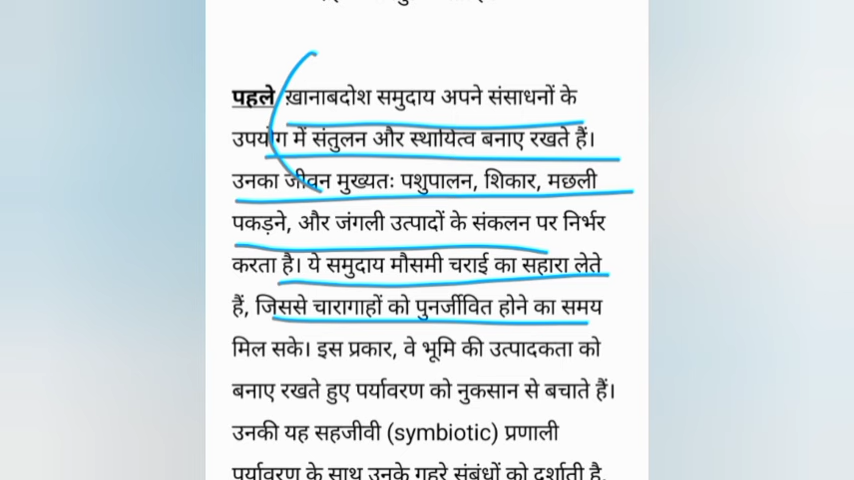 पहले ख़ानाबदोश समुदाय अपने संसाधनों के
उपयोग में संतुलन और स्थायित्व बनाए रखते हैं।
उनका जीवन मुख्यतः पशुपालन, शिकार, मछली
पकड़ने, और जंगली उत्पादों के संकलन पर निर्भर
करता है। ये समुदाय मौसमी चराई का सहारा लेते
हैं, जिससे चारागाहों को पुनर्जीवित होने का समय
मिल सके। इस प्रकार, वे भूमि की उत्पादकता को
बनाए रखते हुए पर्यावरण को नुकसान से बचाते हैं।
उनकी यह सहजीवी (symbiotic) प्रणाली
पर्यावरण के साथ उनके गहरे संबंधों को दर्शाती है,